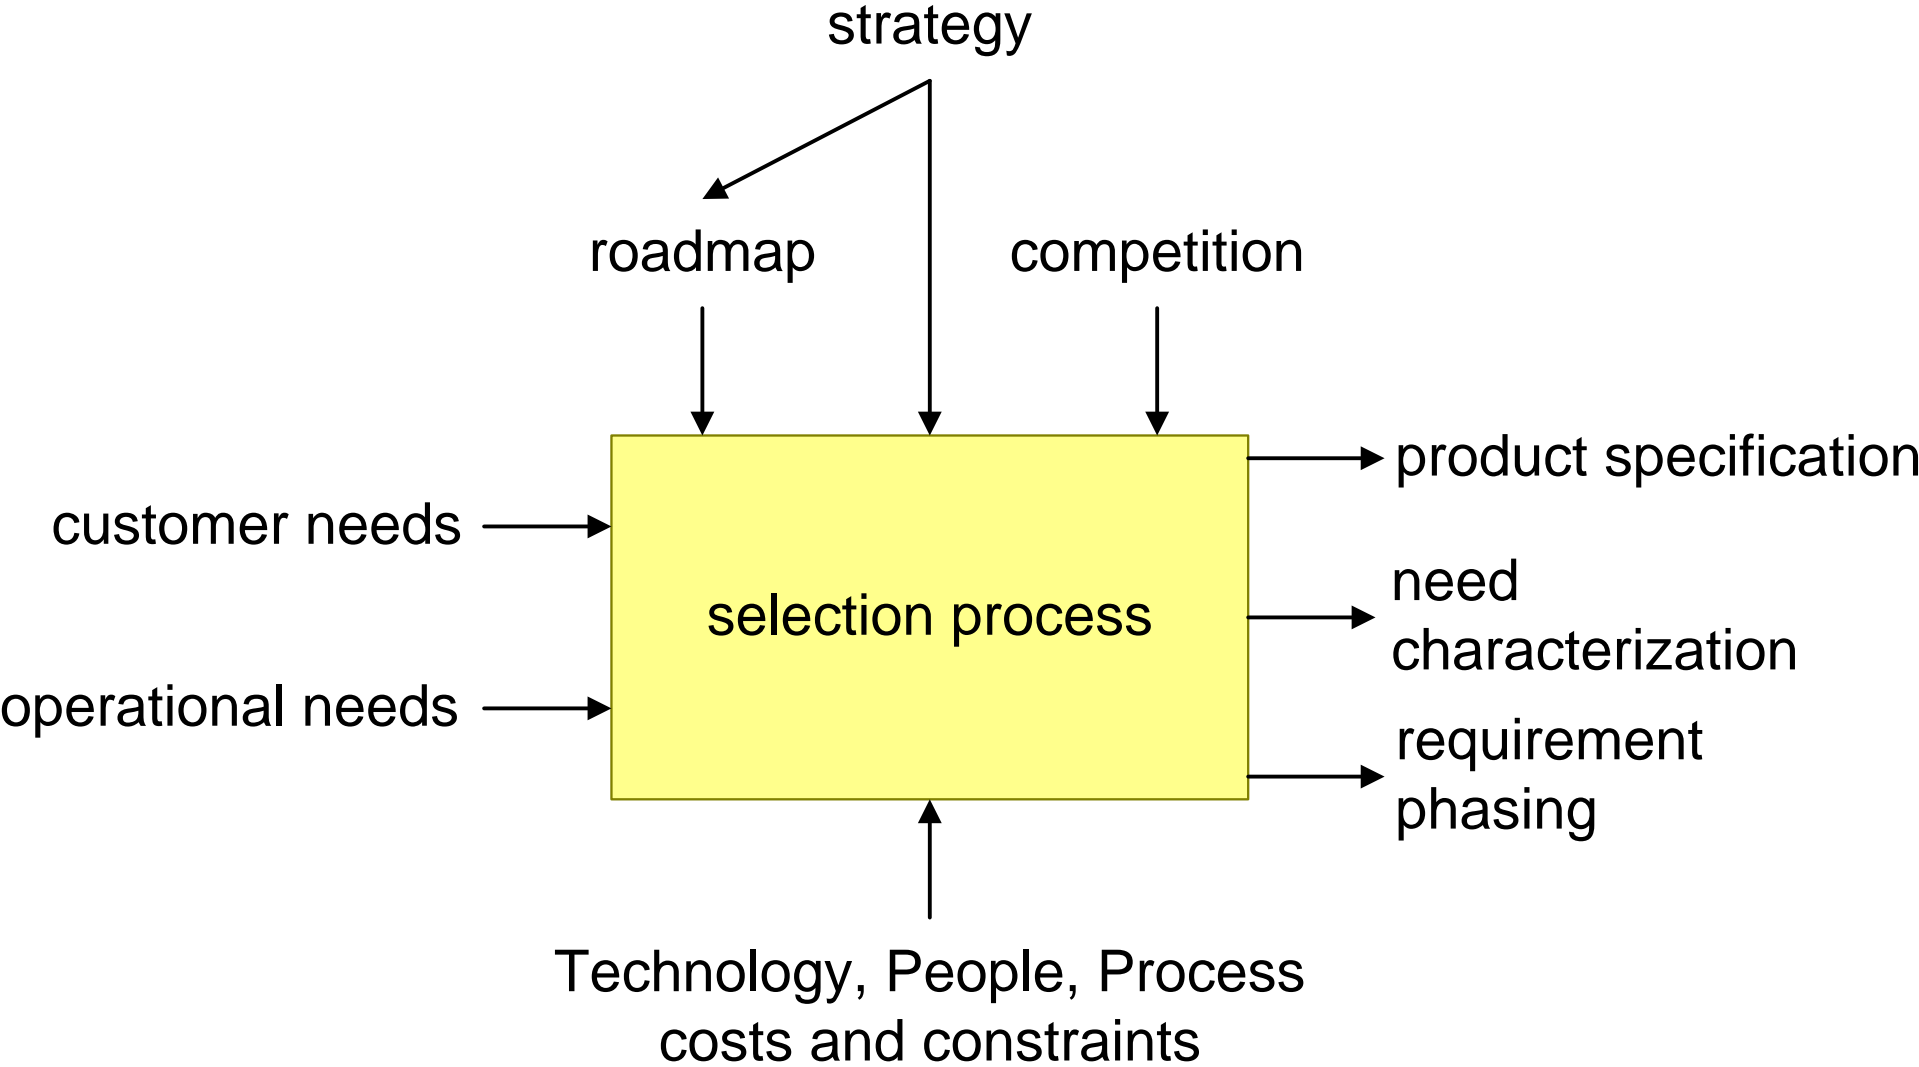 strategy
roadmap
competition
product specification
customer needs
need
characterization
selection process
operational needs
requirement
phasing
Technology, People, Process
costs and constraints